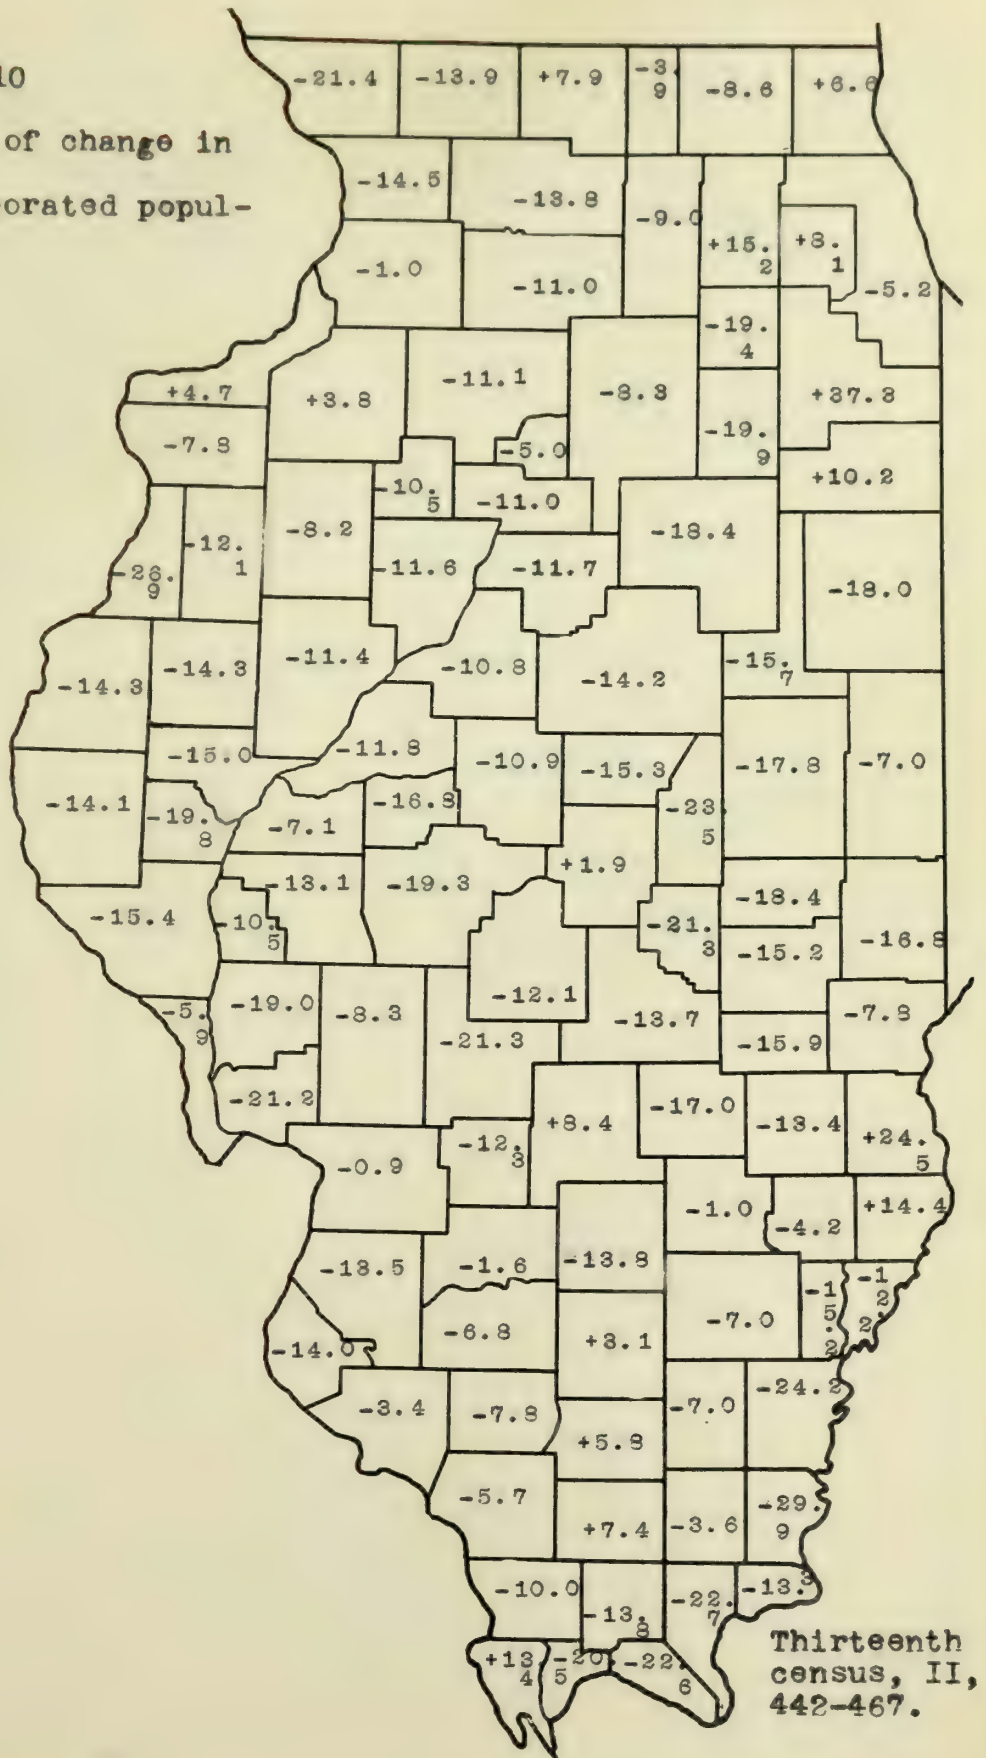 10
of change in
orated popul-
-21.4 -13.9 +7.9 -3
9 -8.6 +6.6
-14.5 -13.8 -9.0 +15.
2 +8.
1 -5.2
-1.0 -11.0 -19.
4
+4.7 +3.8 -11.1 -8.3 +37.3
-7.8 -5.0 -19.
9 +10.2
-10.
5 -11.0
-26.
9 -12.
1 -8.2 -11.6 -11.7 -18.4 -18.0
-14.3 -14.3 -11.4 -10.8 -14.2 -15.
7
-15.0 -11.8 -10.9 -15.3 -17.8 -7.0
-14.1 -19.
8 -7.1 -16.8 -23.
5
-15.4 -13.1 -19.3 +1.9 -18.4
-10.
5 -21.
3 -15.2 -16.8
-5.
9 -19.0 -8.3 -12.1 -13.7 -7.8
-21.3 -15.9
-21.2 +8.4 -17.0 -13.4 +24.
5
-0.9 -12.
3 -1.0 -4.2 +14.4
-13.5 -1.6 -13.8 -1
5.
2 -1
2.
2
-14.0 -6.8 +3.1 -7.0
-3.4 -7.8 +5.8 -7.0 -24.2
-5.7 +7.4 -3.6 -29.
9
-10.0 -13.
8 -22.
7 -13.3
+13
4 -20.
5 -22.
6
Thirteenth
census, II,
442-467.